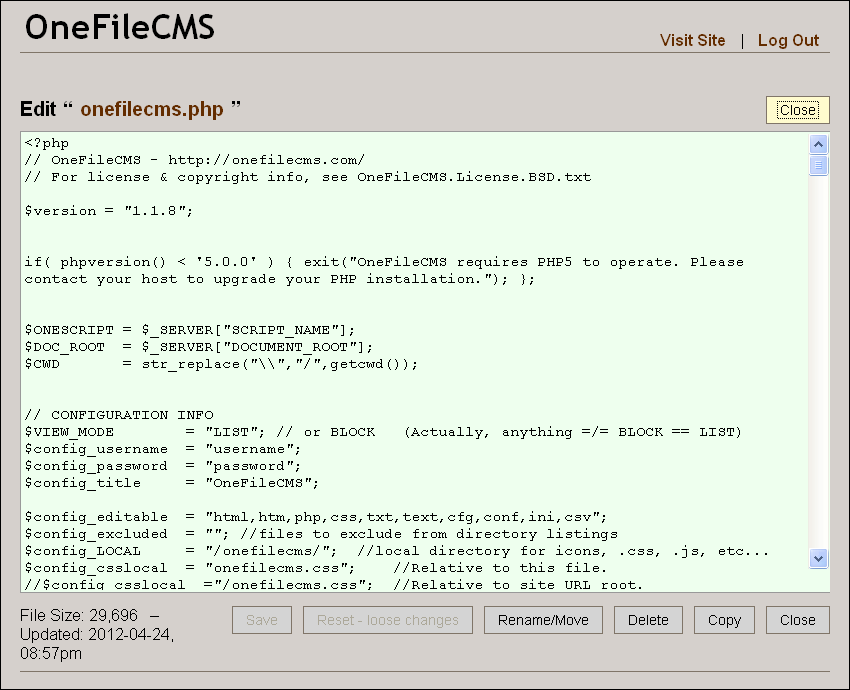 OneFileCMS
Visit Site | Log Out
Edit “ onefilecms.php ”
Close
<?php
// OneFileCMS - http://onefilecms.com/
// For license & copyright info, see OneFileCMS.License.BSD.txt
$version = "1.1.8";
if( phpversion() < '5.0.0' ) { exit("OneFileCMS requires PHP5 to operate. Please
contact your host to upgrade your PHP installation."); };
$ONESCRIPT = $_SERVER["SCRIPT_NAME"];
$DOC_ROOT  = $_SERVER["DOCUMENT_ROOT"];
$CWD       = str_replace("\\","/",getcwd());
// CONFIGURATION INFO
$VIEW_MODE        = "LIST"; // or BLOCK   (Actually, anything =/= BLOCK == LIST)
$config_username  = "username";
$config_password  = "password";
$config_title     = "OneFileCMS";
$config_editable  = "html,htm,php,css,txt,text,cfg,conf,ini,csv";
$config_excluded  = ""; //files to exclude from directory listings
$config_LOCAL     = "/onefilecms/";  //local directory for icons, .css, .js, etc...
$config_csslocal  = "onefilecms.css";    //Relative to this file.
//$config_csslocal  ="/onefilecms.css";  //Relative to site URL root.
File Size: 29,696 –
Updated: 2012-04-24,
08:57pm
Save
Reset - loose changes
Rename/Move
Delete
Copy
Close